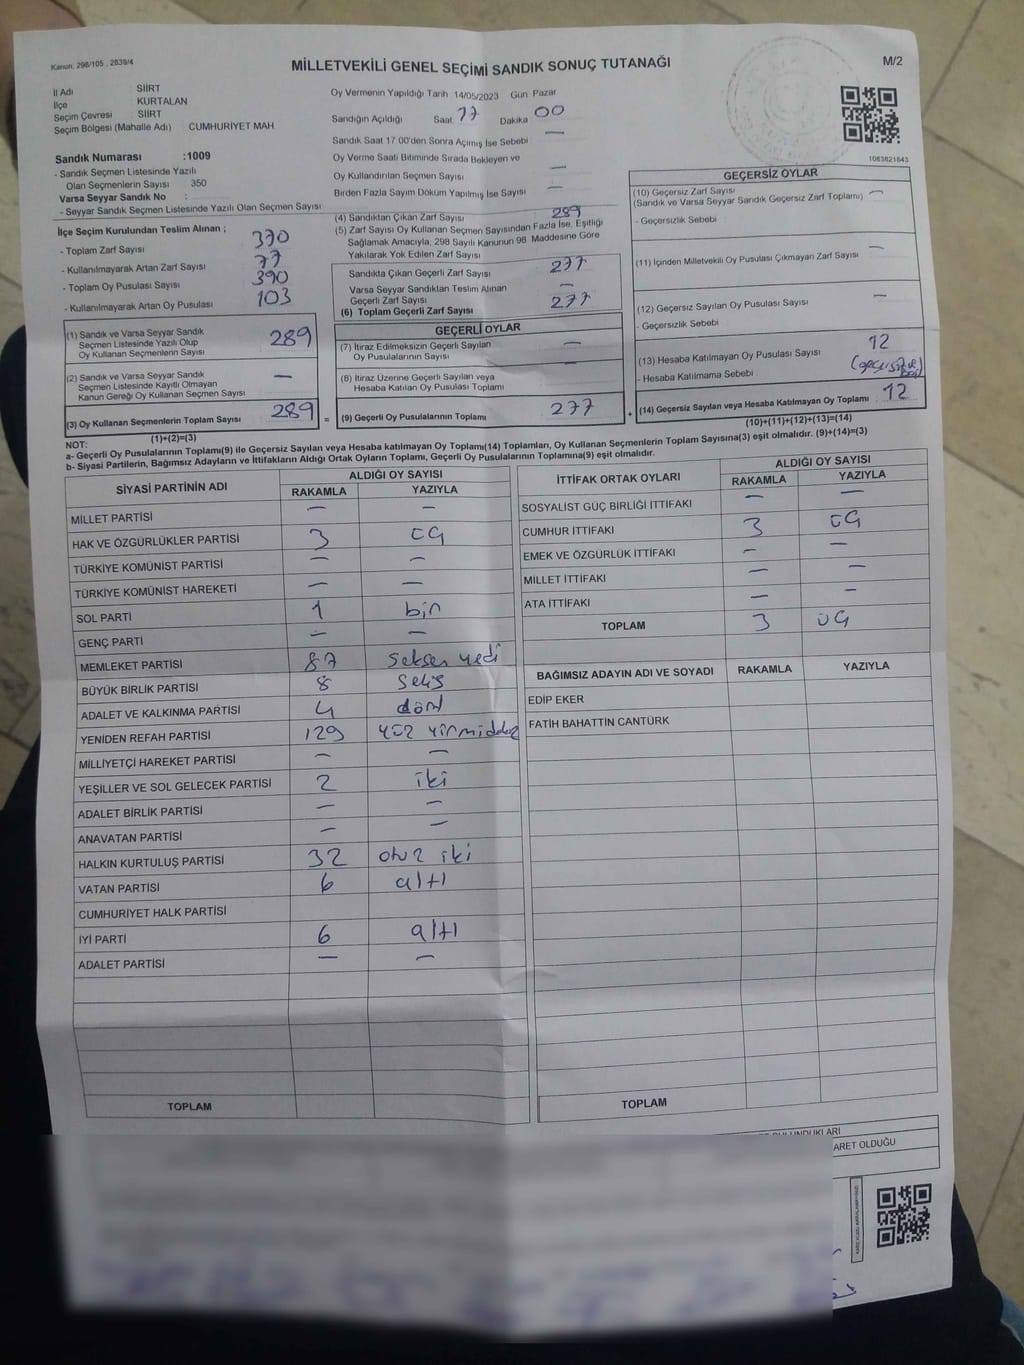 Kanun, 298/105 , 2839/4
MİLLETVEKİLİ GENEL SEÇİMİ SANDIK SONUÇ TUTANAĞI
M/2
İl Adı SİİRT
İlçe KURTALAN
Seçim Çevresi SİİRT
Seçim Bölgesi (Mahalle Adı) CUMHURİYET MAH.
Sandık Numarası :1009
- Sandık Seçmen Listesinde Yazılı
Olan Seçmenlerin Sayısı : 350
Varsa Seyyar Sandık No :
- Seyyar Sandık Seçmen Listesinde Yazılı Olan Seçmen Sayısı
Oy Vermenin Yapıldığı Tarih 14/05/2023 Gün Pazar
Sandığın Açıldığı Saat 17 Dakika 00
Sandık Saat 17 00'den Sonra Açımış İse Sebebi —
Oy Verme Saati Bitiminde Sırada Bekleyen ve
Oy Kullandırılan Seçmen Sayısı —
Birden Fazla Sayım Döküm Yapılmış İse Sayısı —
1063821643
İlçe Seçim Kurulundan Teslim Alınan ;
- Toplam Zarf Sayısı 370
- Kullanılmayarak Artan Zarf Sayısı 77
- Toplam Oy Pusulası Sayısı 390
- Kullanılmayarak Artan Oy Pusulası 103
(4) Sandıktan Çıkan Zarf Sayısı 289
(5) Zarf Sayısı Oy Kullanan Seçmen Sayısından Fazla İse, Eşitliği
Sağlamak Amacıyla, 298 Sayılı Kanunun 98. Maddesine Göre
Yakılarak Yok Edilen Zarf Sayısı
Sandıkta Çıkan Geçerli Zarf Sayısı 277
Varsa Seyyar Sandıktan Teslim Alınan
Geçerli Zarf Sayısı —
(6) Toplam Geçerli Zarf Sayısı 277
GEÇERSİZ OYLAR
(10) Geçersiz Zarf Sayısı
(Sandık ve Varsa Seyyar Sandık Geçersiz Zarf Toplamı) —
- Geçersizlik Sebebi
(11) İçinden Milletvekili Oy Pusulası Çıkmayan Zarf Sayısı —
(12) Geçersiz Sayılan Oy Pusulası Sayısı —
- Geçersizlik Sebebi
(13) Hesaba Katılmayan Oy Pusulası Sayısı 12
- Hesaba Katılmama Sebebi
(14) Geçersiz Sayılan veya Hesaba Katılmayan Oy Toplamı 12
(10)+(11)+(12)+(13)=(14)
(1) Sandık ve Varsa Seyyar Sandık
Seçmen Listesinde Yazılı Olup
Oy Kullanan Seçmenlerin Sayısı 289
(2) Sandık ve Varsa Seyyar Sandık
Seçmen Listesinde Kayıtlı Olmayan
Kanun Gereği Oy Kullanan Seçmen Sayısı —
(3) Oy Kullanan Seçmenlerin Toplam Sayısı 289 =
(1)+(2)=(3)
GEÇERLİ OYLAR
(7) İtiraz Edilmeksizin Geçerli Sayılan
Oy Pusulalarının Sayısı —
(8) İtiraz Üzerine Geçerli Sayılan veya
Hesaba Katılan Oy Pusulası Toplamı —
(9) Geçerli Oy Pusulalarının Toplamı 277 +
NOT:
a- Geçerli Oy Pusulalarının Toplamı(9) ile Geçersiz Sayılan veya Hesaba katılmayan Oy Toplamı(14) Toplamları, Oy Kullanan Seçmenlerin Toplam Sayısına(3) eşit olmalıdır. (9)+(14)=(3)
b- Siyasi Partilerin, Bağımsız Adayların ve İttifakların Aldığı Ortak Oyların Toplamı, Geçerli Oy Pusulalarının Toplamına(9) eşit olmalıdır.
SİYASİ PARTİNİN ADI ALDIĞI OY SAYISI
RAKAMLA YAZIYLA
MİLLET PARTİSİ — —
HAK VE ÖZGÜRLÜKLER PARTİSİ 3 üç
TÜRKİYE KOMÜNİST PARTİSİ — —
TÜRKİYE KOMÜNİST HAREKETİ — —
SOL PARTİ 1 bir
GENÇ PARTİ — —
MEMLEKET PARTİSİ 87 seksen yedi
BÜYÜK BİRLİK PARTİSİ 8 sekiz
ADALET VE KALKINMA PARTİSİ 4 dört
YENİDEN REFAH PARTİSİ 129 yüz yirmidokuz
MİLLİYETÇİ HAREKET PARTİSİ — —
YEŞİLLER VE SOL GELECEK PARTİSİ 2 iki
ADALET BİRLİK PARTİSİ — —
ANAVATAN PARTİSİ — —
HALKIN KURTULUŞ PARTİSİ 32 otuz iki
VATAN PARTİSİ 6 altı
CUMHURİYET HALK PARTİSİ
İYİ PARTİ 6 altı
ADALET PARTİSİ — —
TOPLAM
İTTİFAK ORTAK OYLARI ALDIĞI OY SAYISI
RAKAMLA YAZIYLA
SOSYALİST GÜÇ BİRLİĞİ İTTİFAKI — —
CUMHUR İTTİFAKI 3 üç
EMEK VE ÖZGÜRLÜK İTTİFAKI — —
MİLLET İTTİFAKI — —
ATA İTTİFAKI — —
TOPLAM 3 üç
BAĞIMSIZ ADAYIN ADI VE SOYADI RAKAMLA YAZIYLA
EDİP EKER
FATİH BAHATTİN CANTÜRK
TOPLAM
ARET OLDUĞU